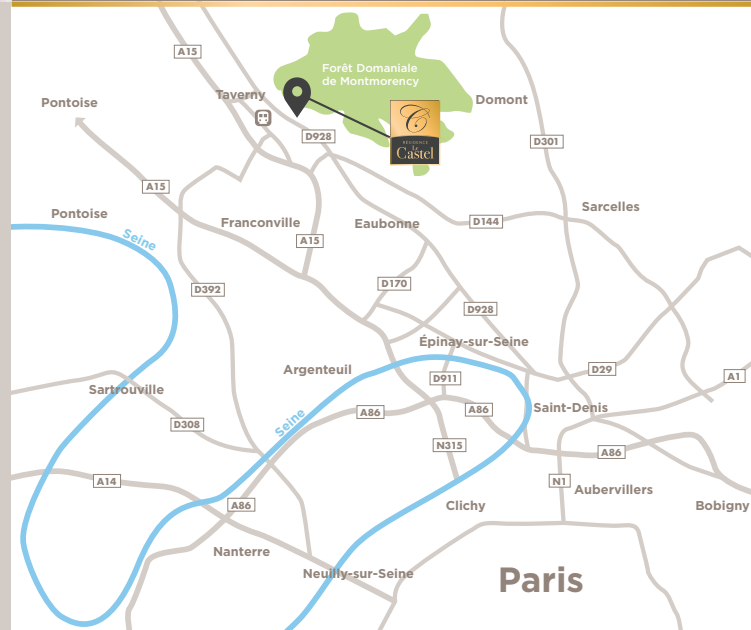 A15
Forêt Domaniale
de Montmorency
Taverny
Pontoise
Domont
C
RÉSIDENCE
Le
Castel
D928
D301
A15
Pontoise
Sarcelles
Franconville
Eaubonne
D144
Seine
A15
D170
D392
D928
Épinay-sur-Seine
Argenteuil
D29
D911
A1
Sartrouville
A86
A86
Saint-Denis
Seine
D308
N315
A86
A14
N1
Aubervillers
A86
Clichy
Bobigny
Nanterre
Neuilly-sur-Seine
Paris